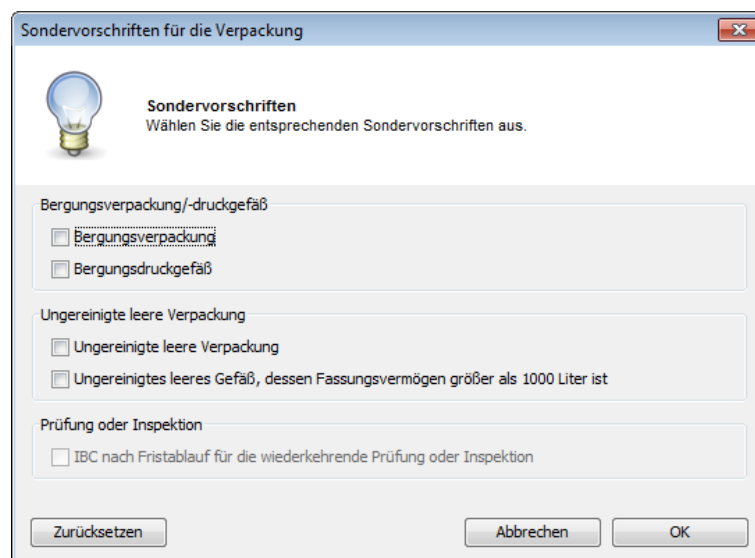 Sondervorschriften für die Verpackung
Sondervorschriften
Wählen Sie die entsprechenden Sondervorschriften aus.
Bergungsverpackung/-druckgefäß
Bergungsverpackung
Bergungsdruckgefäß
Ungereinigte leere Verpackung
Ungereinigte leere Verpackung
Ungereinigtes leeres Gefäß, dessen Fassungsvermögen größer als 1000 Liter ist
Prüfung oder Inspektion
IBC nach Fristablauf für die wiederkehrende Prüfung oder Inspektion
Zurücksetzen
Abbrechen
OK